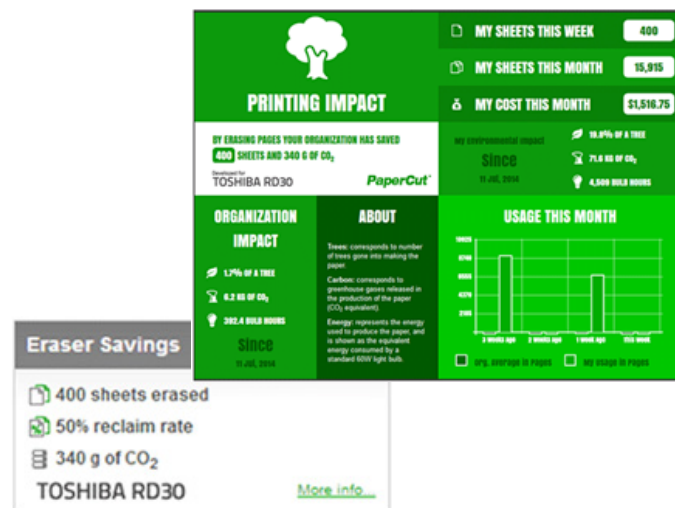 PRINTING IMPACT
MY SHEETS THIS WEEK 400
MY SHEETS THIS MONTH 15,915
MY COST THIS MONTH $1,516.75
BY ERASING PAGES YOUR ORGANIZATION HAS SAVED
400 SHEETS AND 340 G OF CO₂
Developed for
TOSHIBA RD30
PaperCut
My environmental impact
Since
11 Jul, 2014
19.9% OF A TREE
71.6 KG OF CO₂
4,509 BULB HOURS
ORGANIZATION
IMPACT
1.7% OF A TREE
6.2 KG OF CO₂
392.4 BULB HOURS
Since
11 Jul, 2014
ABOUT
Trees: corresponds to number
of trees gone into making the
paper.
Carbon: corresponds to
greenhouse gases released in
the production of the paper
(CO₂ equivalent).
Energy: represents the energy
used to produce the paper, and
is shown as the equivalent
energy consumed by a
standard 60W light bulb.
USAGE THIS MONTH
3 weeks ago 2 weeks ago 1 week ago This week
org. average in pages My usage in pages
Eraser Savings
400 sheets erased
50% reclaim rate
340 g of CO₂
TOSHIBA RD30
More info...